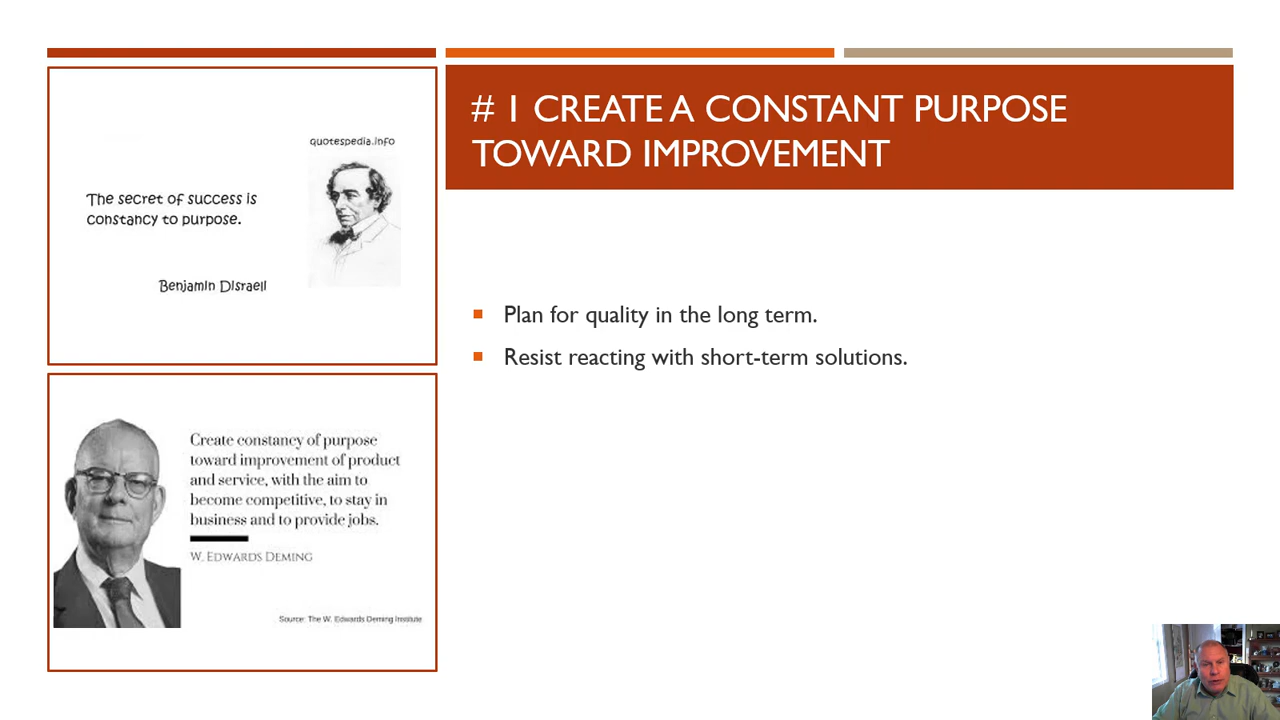 # 1 CREATE A CONSTANT PURPOSE
TOWARD IMPROVEMENT
quotespedia.info
The secret of success is
constancy to purpose.
Benjamin Disraeli
Plan for quality in the long term.
Resist reacting with short-term solutions.
Create constancy of purpose
toward improvement of product
and service, with the aim to
become competitive, to stay in
business and to provide jobs.
W. EDWARDS DEMING
Source: The W. Edwards Deming Institute